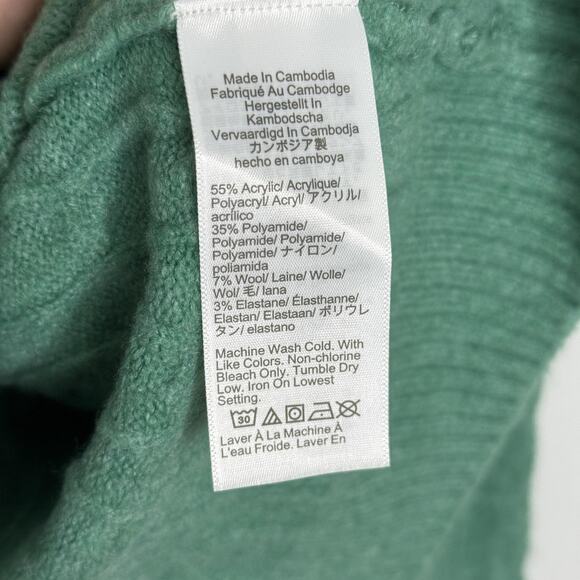 Made In Cambodia
Fabriqué Au Cambodge
Hergestellt In
Kambodscha
Vervaardigd In Cambodja
カンボジア製
hecho en camboya
55% Acrylic/ Acrylique/
Polyacryl/ Acryl/ アクリル/
acrílico
35% Polyamide/
Polyamide/ Polyamide/
Polyamide/ ナイロン/
poliamida
7% Wool/ Laine/ Wolle/
Wol/ 毛/ lana
3% Elastane/ Élasthanne/
Elastan/ Elastaan/ ポリウレ
タン/ elastano
Machine Wash Cold. With
Like Colors. Non-chlorine
Bleach Only. Tumble Dry
Low. Iron On Lowest
Setting.
30
Laver À La Machine À
L'eau Froide. Laver En